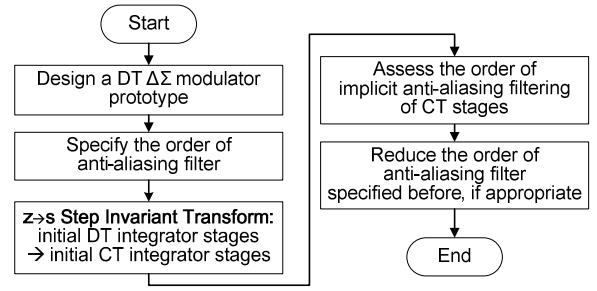 Start
Design a DT ΔΣ modulator
prototype
Specify the order of
anti-aliasing filter
z→s Step Invariant Transform:
initial DT integrator stages
→ initial CT integrator stages
Assess the order of
implicit anti-aliasing filtering
of CT stages
Reduce the order of
anti-aliasing filter
specified before, if appropriate
End